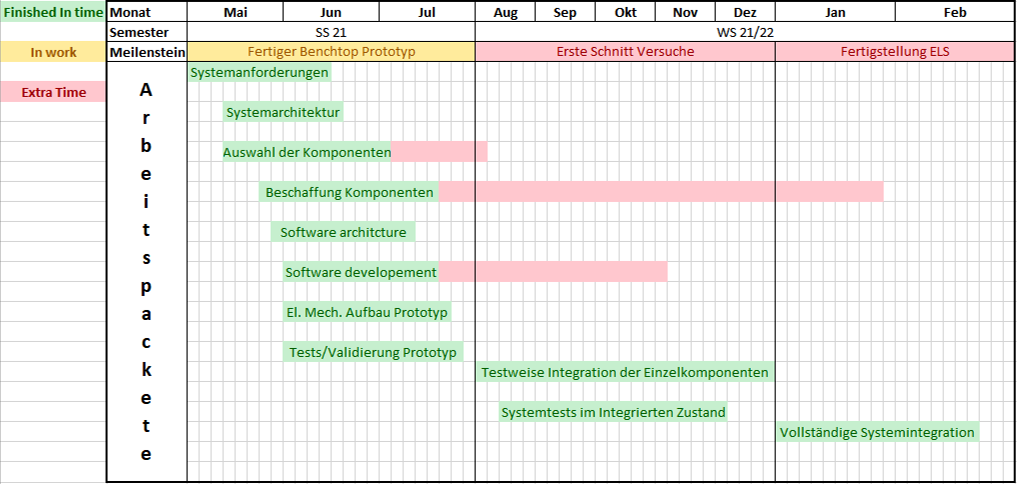 Finished In time Monat Mai Jun Jul Aug Sep Okt Nov Dez Jan Feb
Semester SS 21 WS 21/22
In work Meilenstein Fertiger Benchtop Prototyp Erste Schnitt Versuche Fertigstellung ELS
Systemanforderungen
Extra Time
Arbeitspackete
Systemarchitektur
Auswahl der Komponenten
Beschaffung Komponenten
Software architcture
Software developement
El. Mech. Aufbau Prototyp
Tests/Validierung Prototyp
Testweise Integration der Einzelkomponenten
Systemtests im Integrierten Zustand
Vollständige Systemintegration